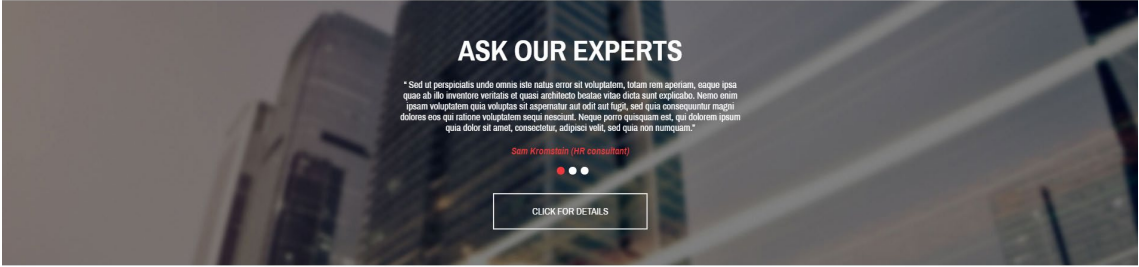 ASK OUR EXPERTS
" Sed ut perspiciatis unde omnis iste natus error sit voluptatem, totam rem aperiam, eaque ipsa
quae ab illo inventore veritatis et quasi architecto beatae vitae dicta sunt explicabo. Nemo enim
ipsam voluptatem quia voluptas sit aspernatur aut odit aut fugit, sed quia consequuntur magni
dolores eos qui ratione voluptatem sequi nesciunt. Neque porro quisquam est, qui dolorem ipsum
quia dolor sit amet, consectetur, adipisci velit, sed quia non numquam."
Sam Kromstain (HR consultant)
CLICK FOR DETAILS